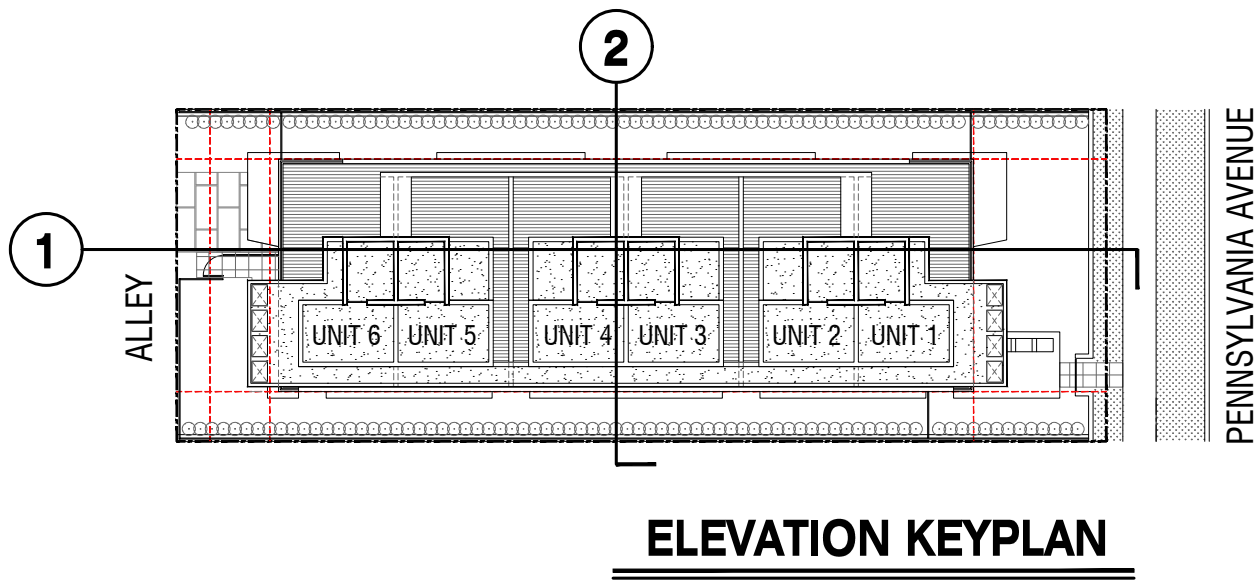 2
1
ALLEY
UNIT 6
UNIT 5
UNIT 4
UNIT 3
UNIT 2
UNIT 1
PENNSYLVANIA AVENUE
ELEVATION KEYPLAN